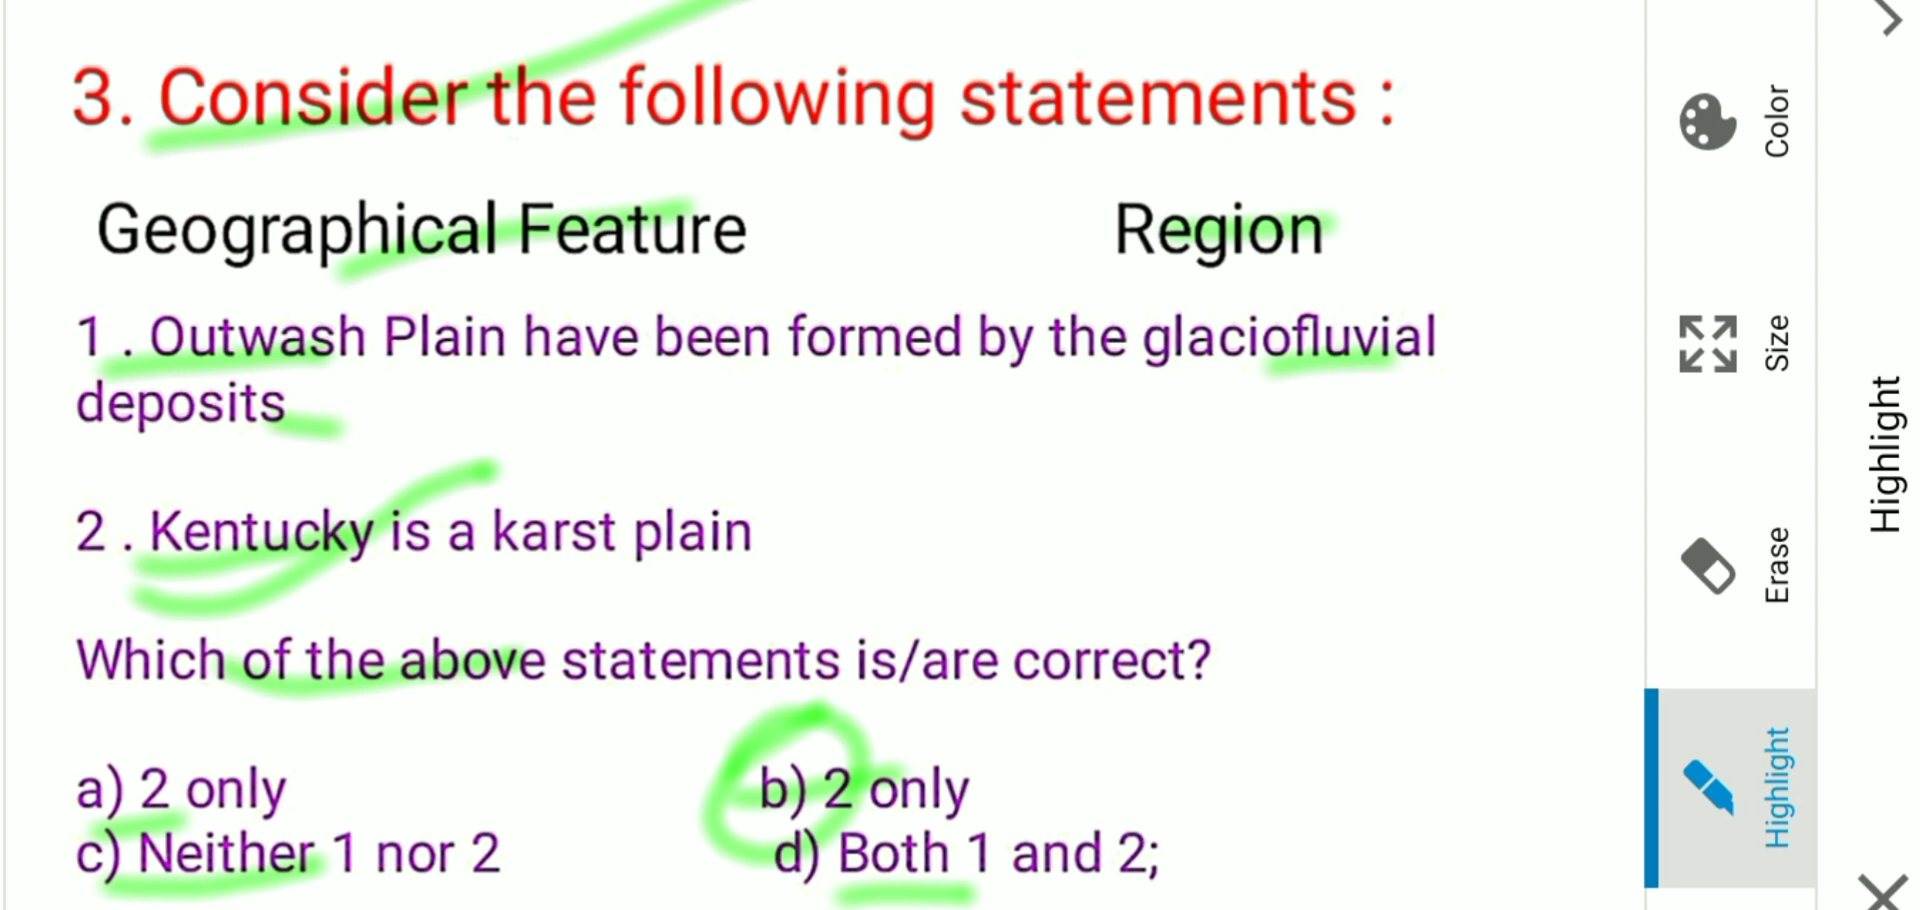 3. Consider the following statements :
Geographical Feature Region
1 . Outwash Plain have been formed by the glaciofluvial
deposits
2 . Kentucky is a karst plain
Which of the above statements is/are correct?
a) 2 only b) 2 only
c) Neither 1 nor 2 d) Both 1 and 2;
Color
Size
Erase
Highlight
Highlight